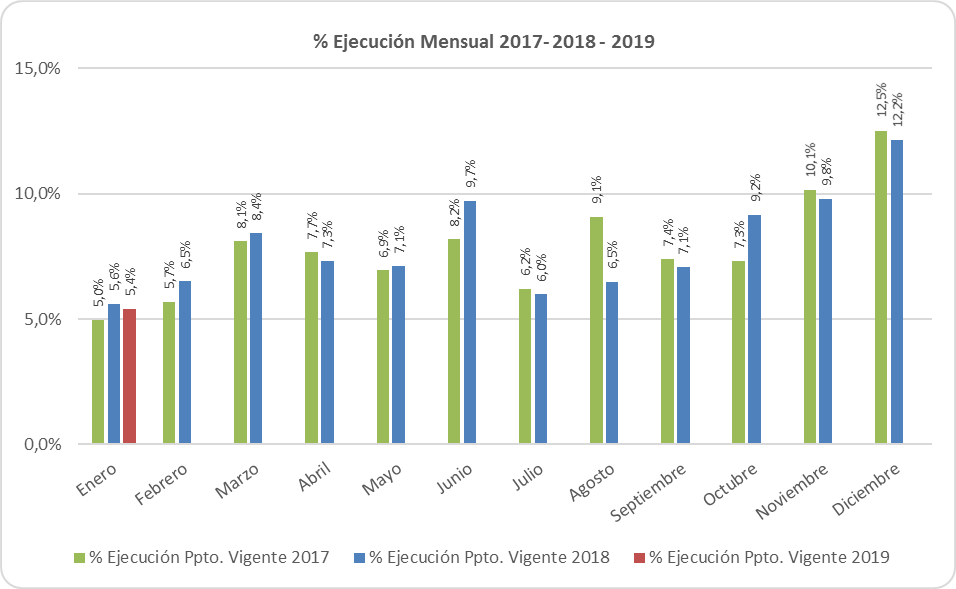 % Ejecución Mensual 2017- 2018 - 2019
15,0%
10,0%
5,0%
0,0%
5,0%
5,6%
5,4%
5,7%
6,5%
8,1%
8,4%
7,7%
7,3%
6,9%
7,1%
8,2%
9,7%
6,2%
6,0%
9,1%
6,5%
7,4%
7,1%
7,3%
9,2%
10,1%
9,8%
12,5%
12,2%
Enero
Febrero
Marzo
Abril
Mayo
Junio
Julio
Agosto
Septiembre
Octubre
Noviembre
Diciembre
% Ejecución Ppto. Vigente 2017
% Ejecución Ppto. Vigente 2018
% Ejecución Ppto. Vigente 2019